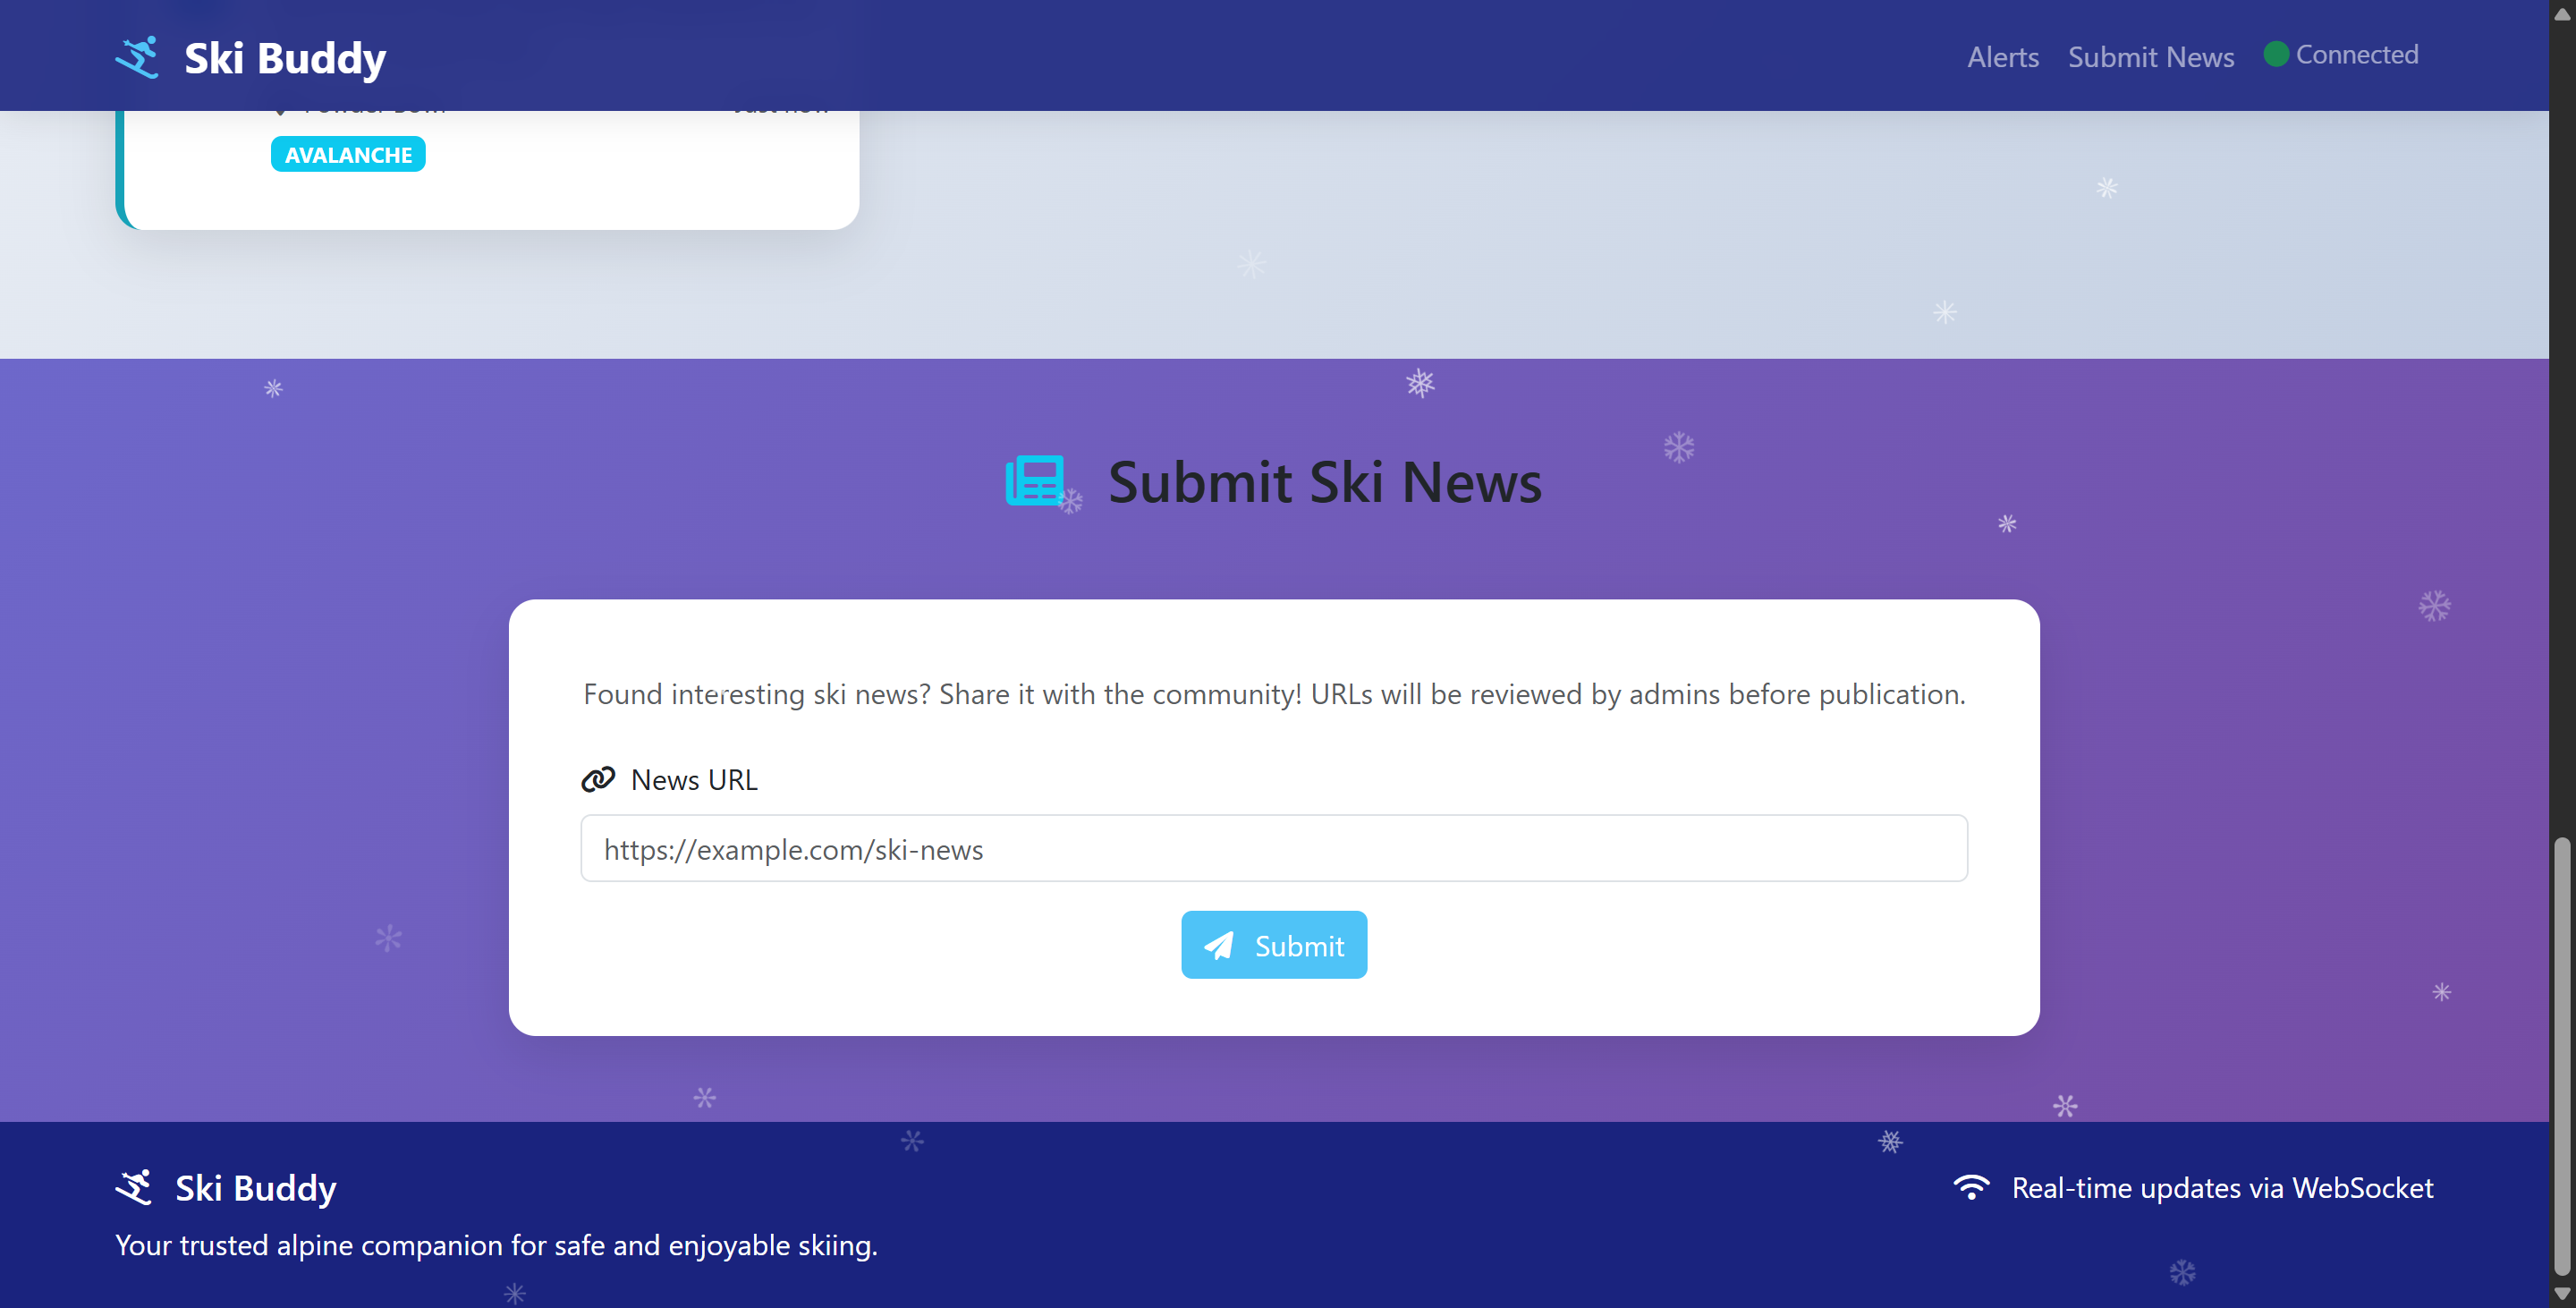 Ski Buddy
Alerts Submit News Connected
AVALANCHE
Submit Ski News
Found interesting ski news? Share it with the community! URLs will be reviewed by admins before publication.
News URL
https://example.com/ski-news
Submit
Ski Buddy
Real-time updates via WebSocket
Your trusted alpine companion for safe and enjoyable skiing.